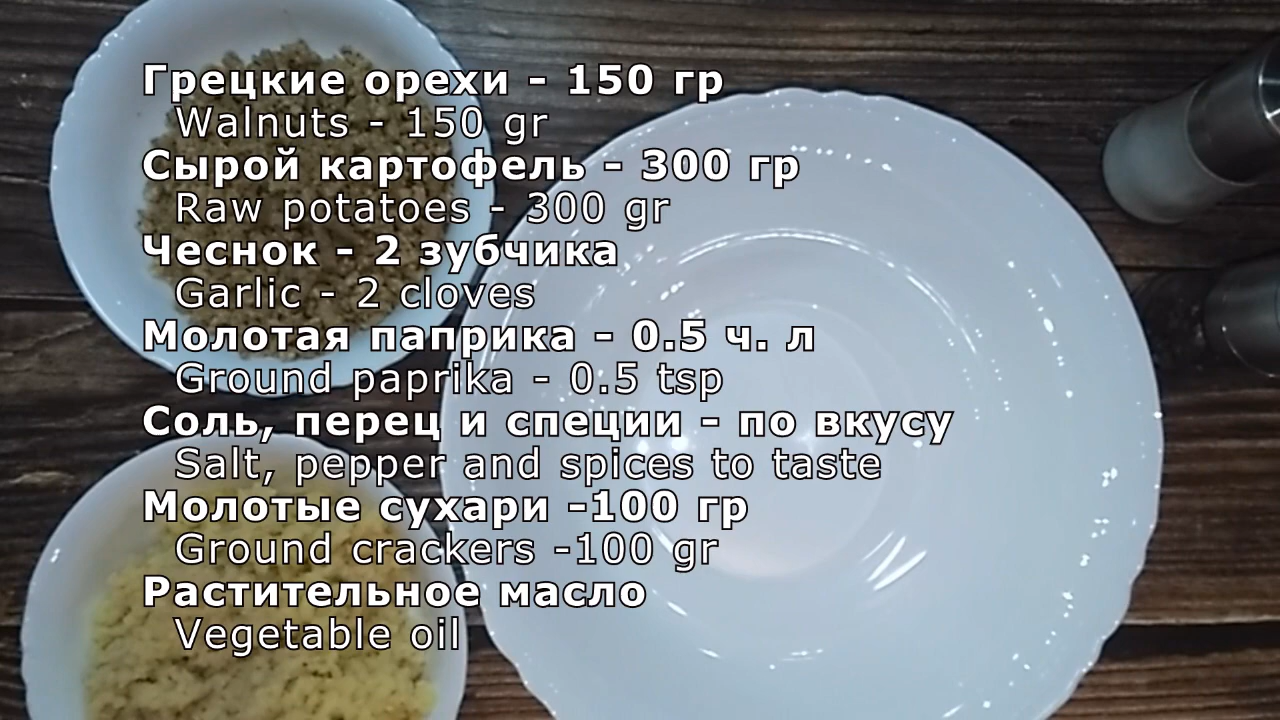 Грецкие орехи - 150 гр
Walnuts - 150 gr
Сырой картофель - 300 гр
Raw potatoes - 300 gr
Чеснок - 2 зубчика
Garlic - 2 cloves
Молотая паприка - 0.5 ч. л
Ground paprika - 0.5 tsp
Соль, перец и специи - по вкусу
Salt, pepper and spices to taste
Молотые сухари -100 гр
Ground crackers -100 gr
Растительное масло
Vegetable oil